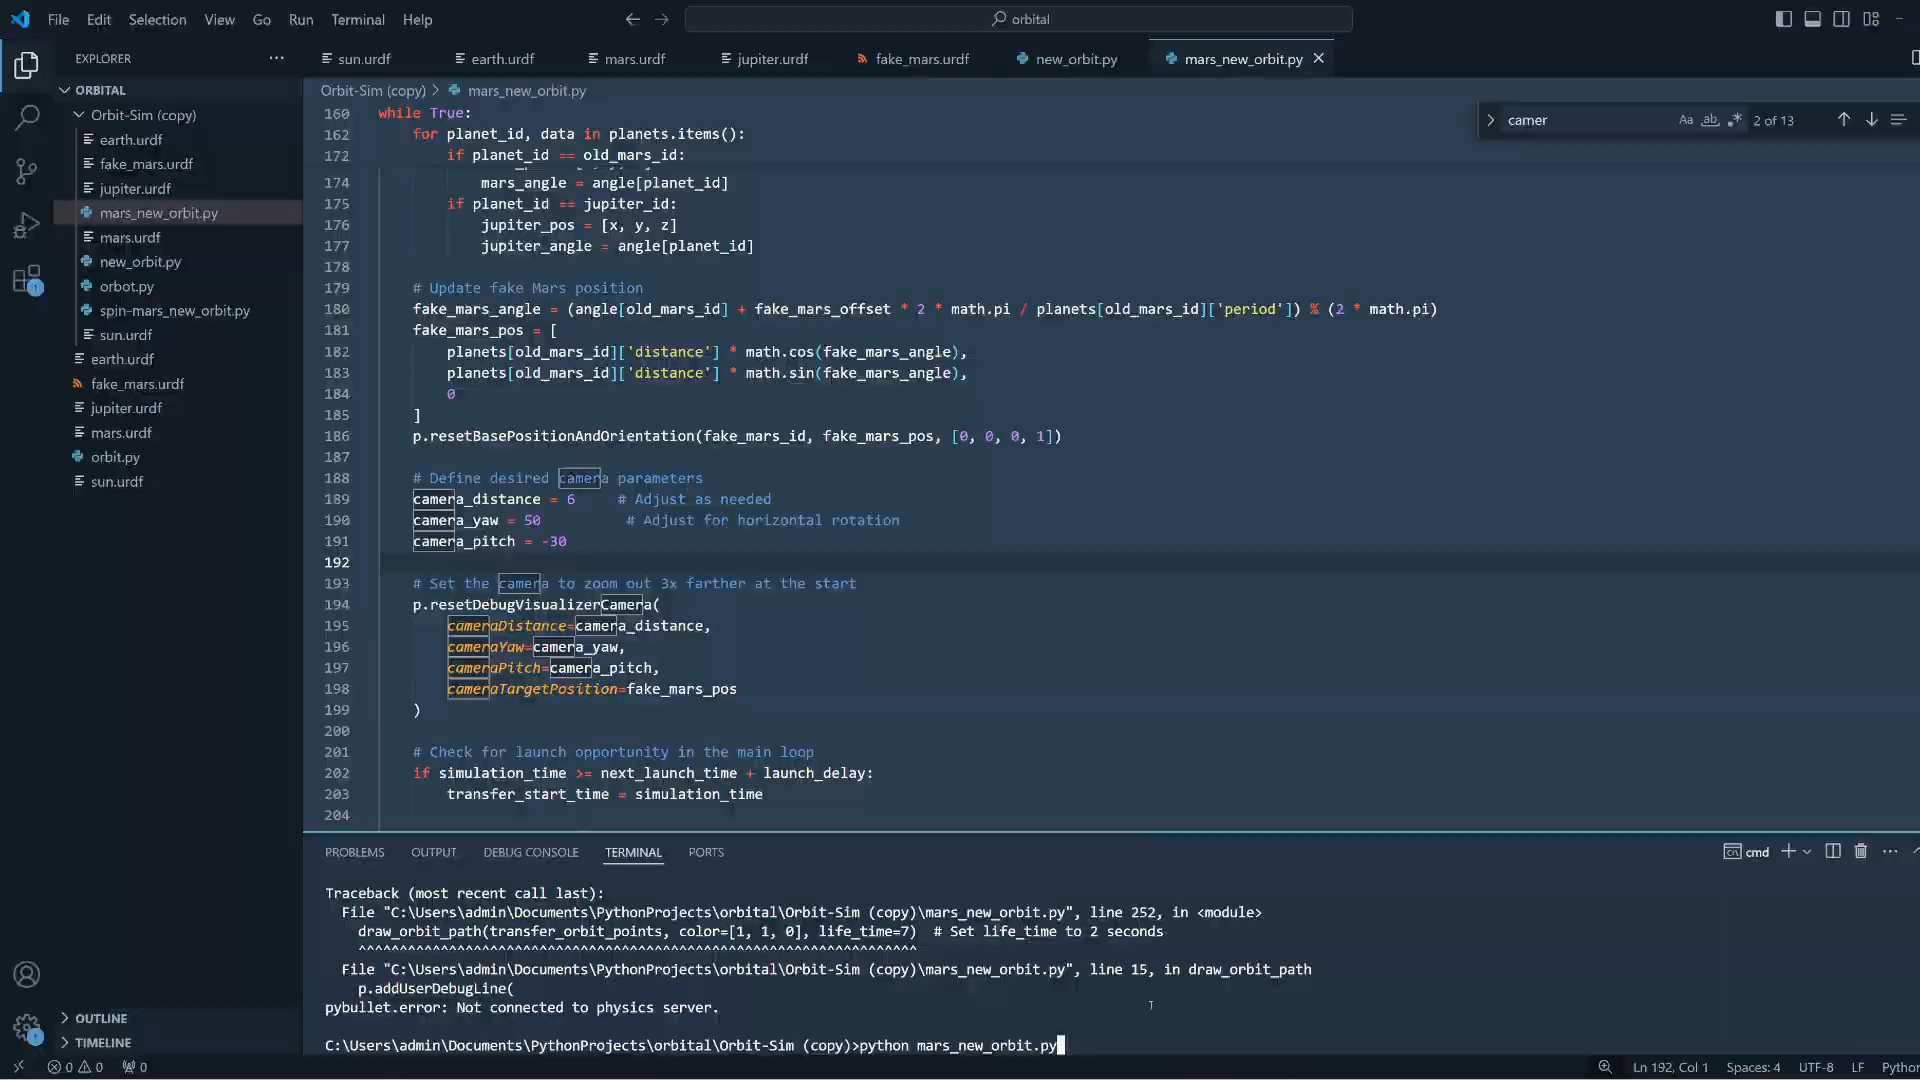 File Edit Selection View Go Run Terminal Help
orbital
EXPLORER
sun.urdf
earth.urdf
mars.urdf
jupiter.urdf
fake_mars.urdf
new_orbit.py
mars_new_orbit.py
ORBITAL
Orbit-Sim (copy)
earth.urdf
fake_mars.urdf
jupiter.urdf
mars_new_orbit.py
mars.urdf
new_orbit.py
orbot.py
spin-mars_new_orbit.py
sun.urdf
earth.urdf
fake_mars.urdf
jupiter.urdf
mars.urdf
orbit.py
sun.urdf
1
OUTLINE
TIMELINE
1
Orbit-Sim (copy) > mars_new_orbit.py
camer
Aa ab 2 of 13
160 while True:
162 for planet_id, data in planets.items():
172 if planet_id == old_mars_id:
174 mars_angle = angle[planet_id]
175 if planet_id == jupiter_id:
176 jupiter_pos = [x, y, z]
177 jupiter_angle = angle[planet_id]
178
179 # Update fake Mars position
180 fake_mars_angle = (angle[old_mars_id] + fake_mars_offset * 2 * math.pi / planets[old_mars_id]['period']) % (2 * math.pi)
181 fake_mars_pos = [
182 planets[old_mars_id]['distance'] * math.cos(fake_mars_angle),
183 planets[old_mars_id]['distance'] * math.sin(fake_mars_angle),
184 0
185 ]
186 p.resetBasePositionAndOrientation(fake_mars_id, fake_mars_pos, [0, 0, 0, 1])
187
188 # Define desired camera parameters
189 camera_distance = 6 # Adjust as needed
190 camera_yaw = 50 # Adjust for horizontal rotation
191 camera_pitch = -30
192
193 # Set the camera to zoom out 3x farther at the start
194 p.resetDebugVisualizerCamera(
195 cameraDistance=camera_distance,
196 cameraYaw=camera_yaw,
197 cameraPitch=camera_pitch,
198 cameraTargetPosition=fake_mars_pos
199 )
200
201 # Check for launch opportunity in the main loop
202 if simulation_time >= next_launch_time + launch_delay:
203 transfer_start_time = simulation_time
204
PROBLEMS OUTPUT DEBUG CONSOLE TERMINAL PORTS
cmd
Traceback (most recent call last):
File "C:\Users\admin\Documents\PythonProjects\orbital\Orbit-Sim (copy)\mars_new_orbit.py", line 252, in <module>
draw_orbit_path(transfer_orbit_points, color=[1, 1, 0], life_time=7) # Set life_time to 2 seconds
^^^^^^^^^^^^^^^^^^^^^^^^^^^^^^^^^^^^^^^^^^^^^^^^^^^^^^^^^^^^^^^^^^^^
File "C:\Users\admin\Documents\PythonProjects\orbital\Orbit-Sim (copy)\mars_new_orbit.py", line 15, in draw_orbit_path
p.addUserDebugLine(
pybullet.error: Not connected to physics server.
C:\Users\admin\Documents\PythonProjects\orbital\Orbit-Sim (copy)>python mars_new_orbit.py
0 0 0
Ln 192, Col 1 Spaces: 4 UTF-8 LF Python